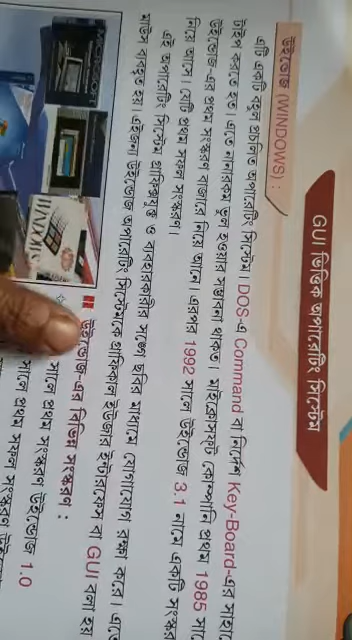 GUI ভিত্তিক অপারেটিং সিস্টেম
উইন্ডোজ (WINDOWS) :
এটি একটি বহুল প্রচলিত অপারেটিং সিস্টেম। DOS-এ Command বা নির্দেশ Key-Board-এর সাহায্যে
টাইপ করতে হত। এতে নানারকম ভুল হওয়ার সম্ভাবনা থাকত। মাইক্রোসফ্ট কোম্পানি প্রথম 1985 সালে
উইন্ডোজ-এর প্রথম সংস্করণ বাজারে নিয়ে আসে। এরপর 1992 সালে উইন্ডোজ 3.1 নামে একটি সংস্করণ
নিয়ে আসে। যেটি প্রথম সফল সংস্করণ।
এই অপারেটিং সিস্টেম গ্রাফিক্সযুক্ত ও ব্যবহারকারীর সঙ্গে ছবির মাধ্যমে যোগাযোগ রক্ষা করে। এতে
মাউস ব্যবহৃত হয়। এইজন্য উইন্ডোজ অপারেটিং সিস্টেমকে গ্রাফিকাল ইউজার ইন্টারফেস বা GUI বলা হয়
MICROSOFT
WINDOWS
উইন্ডোজ-এর বিভিন্ন সংস্করণ :
সালে প্রথম সংস্করণ উইন্ডোজ 1.0
সালে প্রথম সফল সংস্করণ